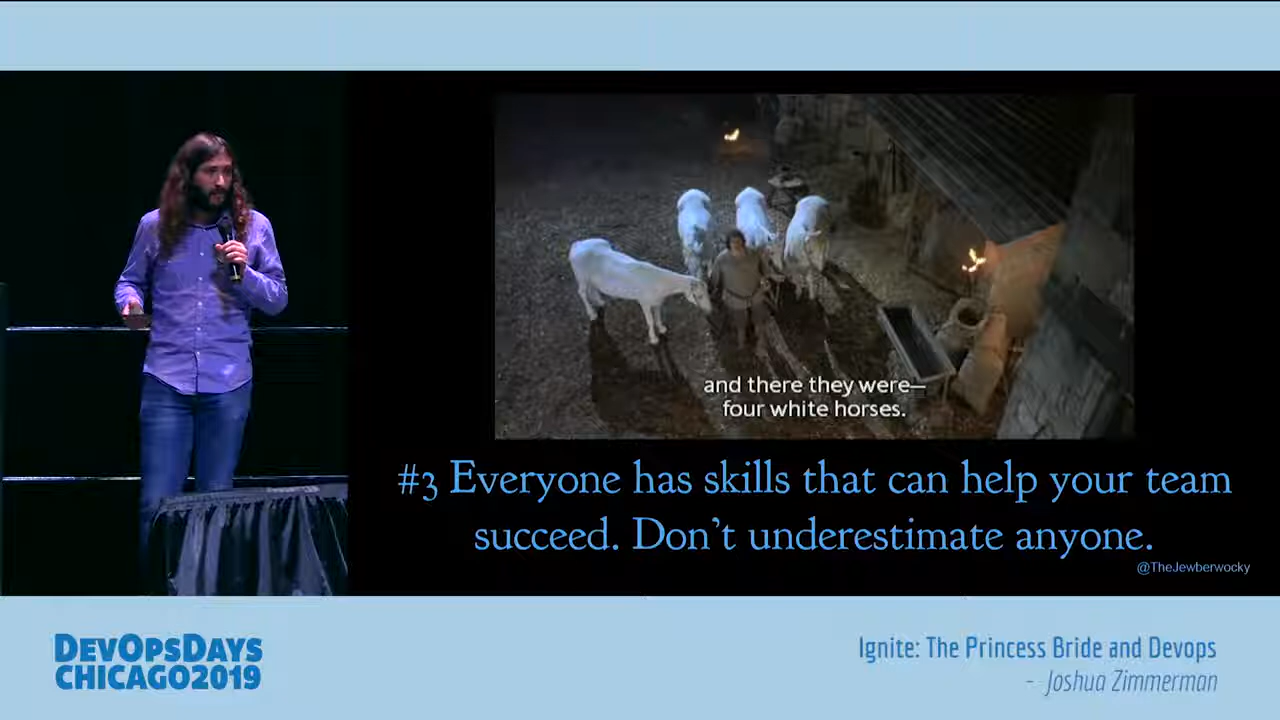 and there they were—
four white horses.
#3 Everyone has skills that can help your team
succeed. Don't underestimate anyone.
@TheJewberwocky
DEVOPSDAYS
CHICAGO2019
Ignite: The Princess Bride and Devops
- Joshua Zimmerman